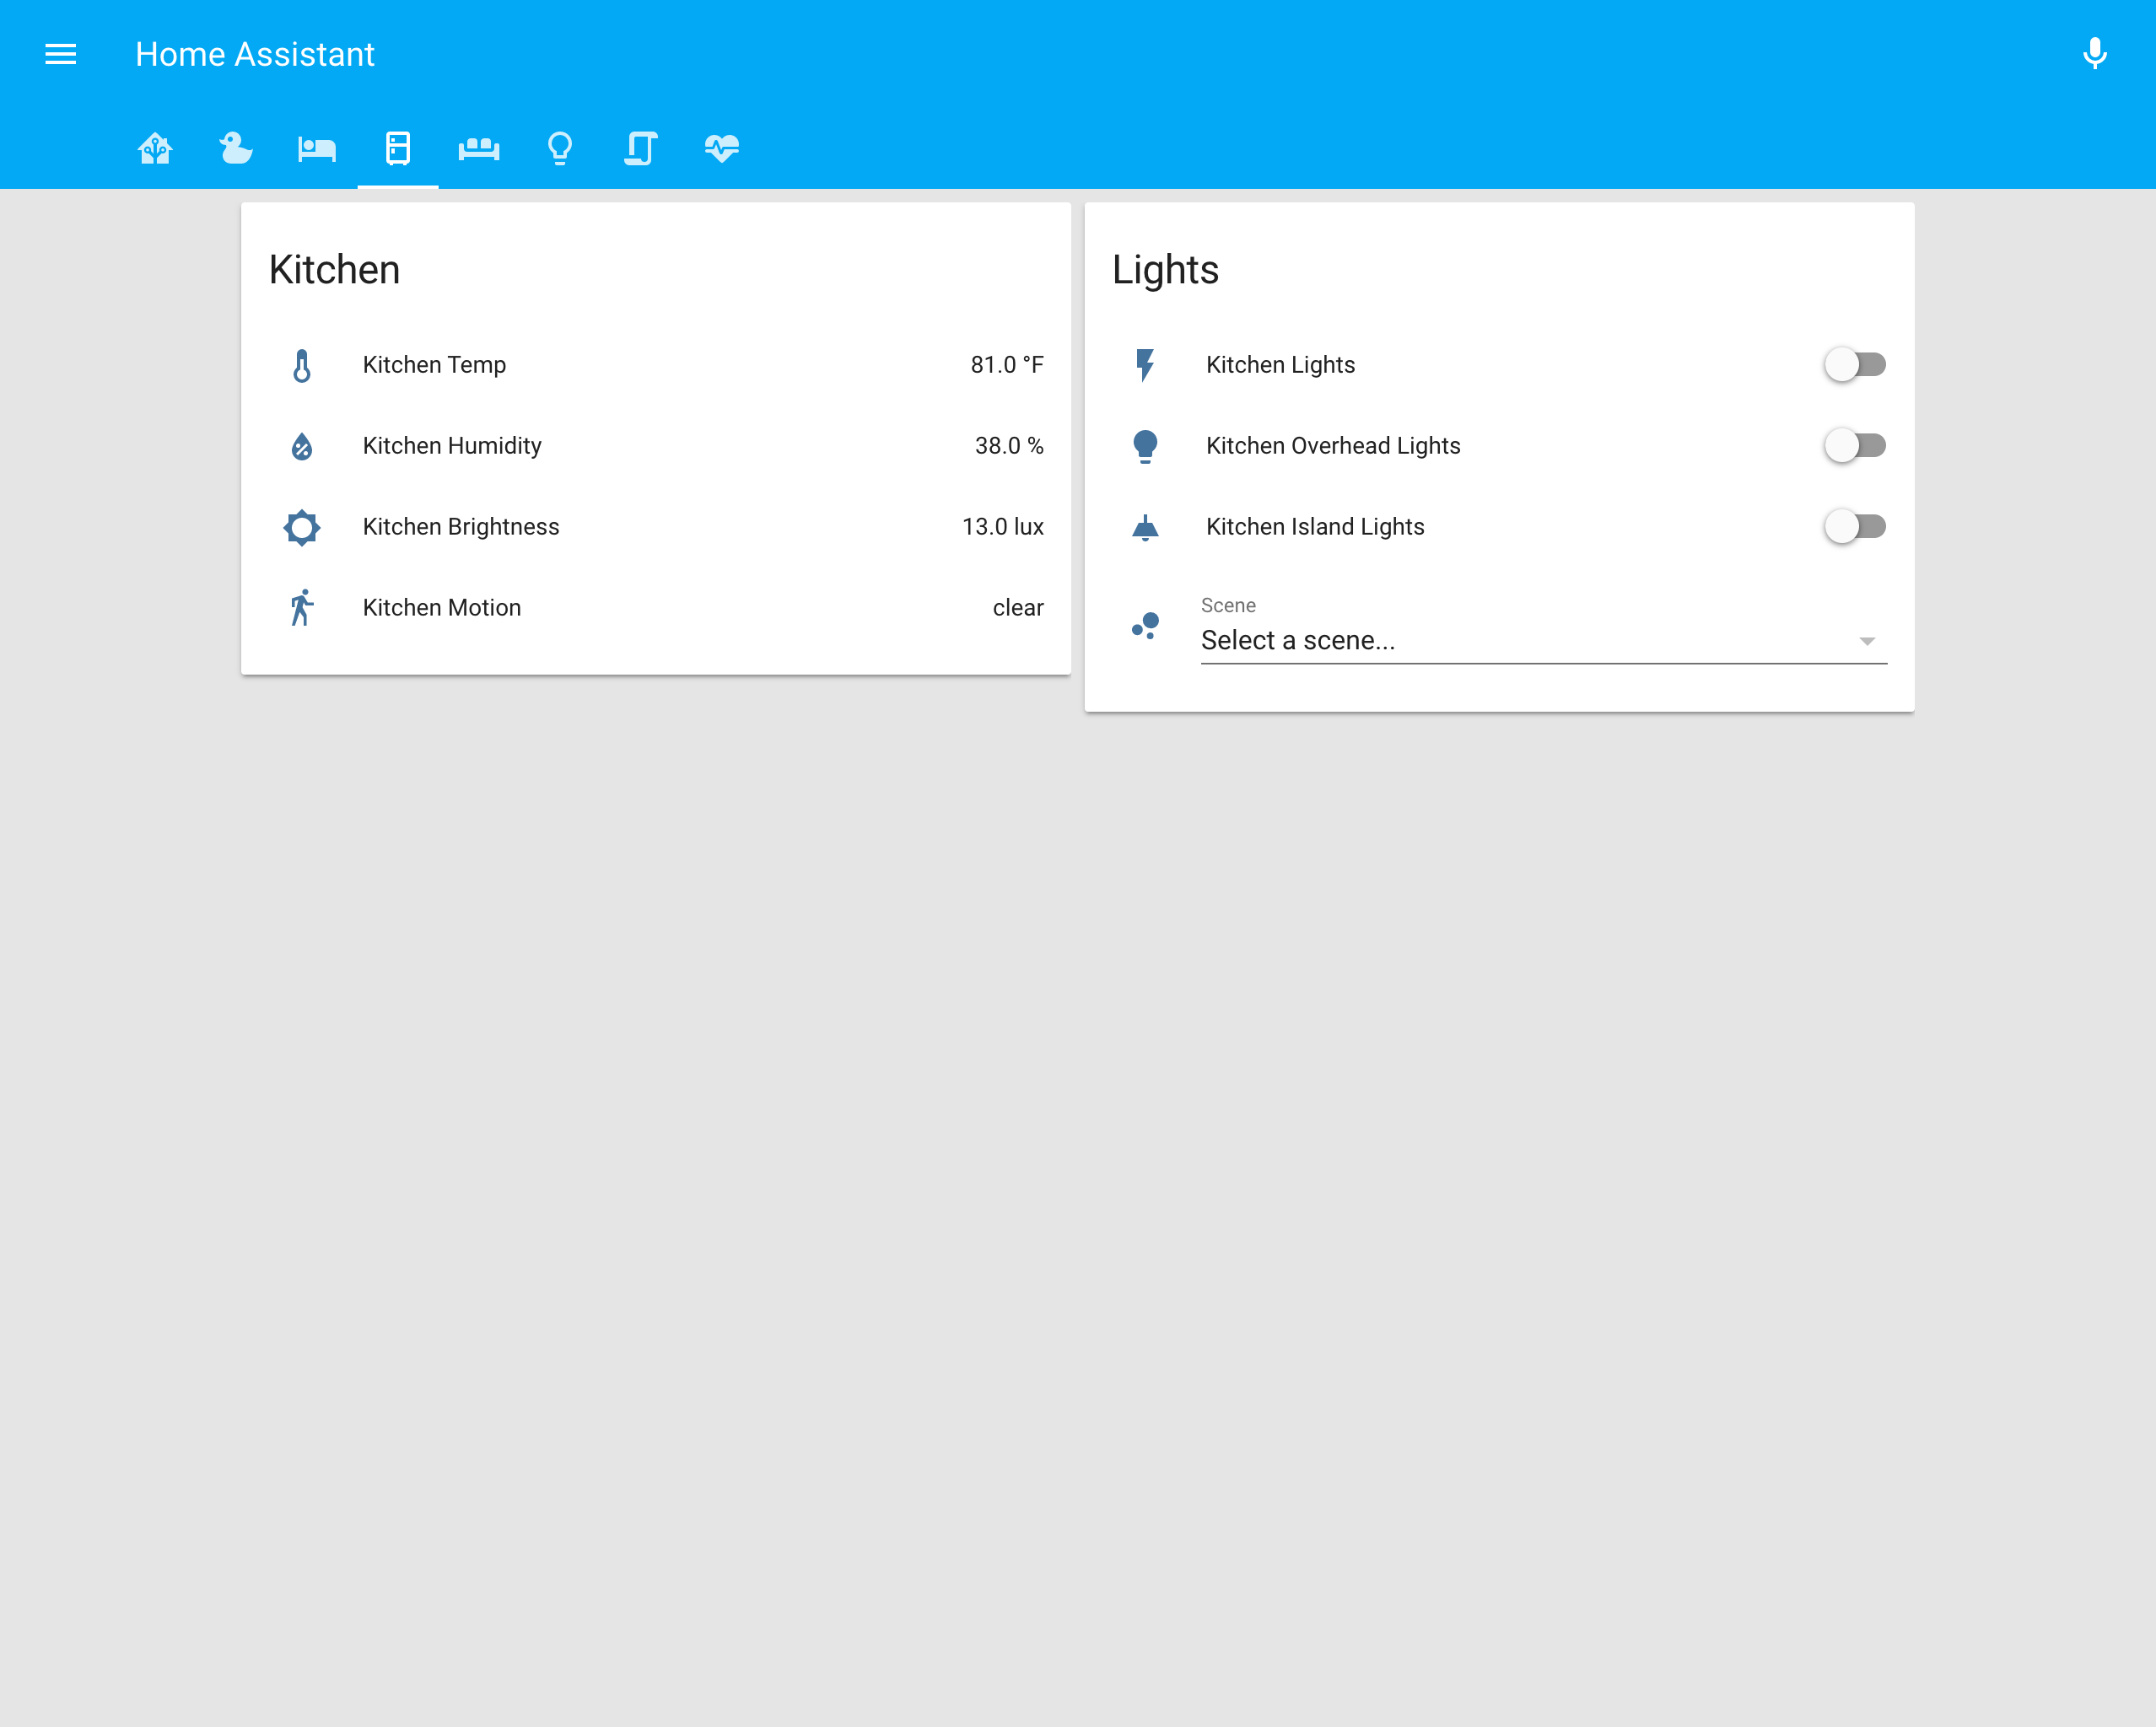 Home Assistant
Kitchen
Kitchen Temp 81.0 °F
Kitchen Humidity 38.0 %
Kitchen Brightness 13.0 lux
Kitchen Motion clear
Lights
Kitchen Lights
Kitchen Overhead Lights
Kitchen Island Lights
Scene
Select a scene...